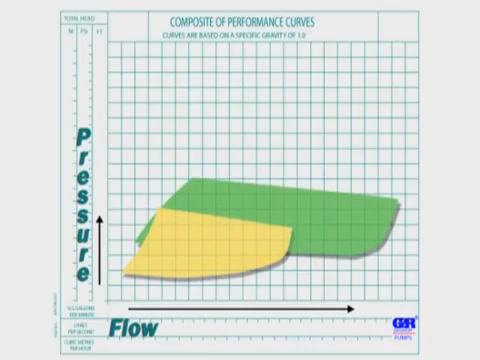 TOTAL HEAD
COMPOSITE OF PERFORMANCE CURVES
M PSI FT
CURVES ARE BASED ON A SPECIFIC GRAVITY OF 1.0
Pressure
U.S. GALLONS
PER MINUTE
LITRES
PER SECOND
Flow
CUBIC METRES
PER HOUR
GR
PUMPS